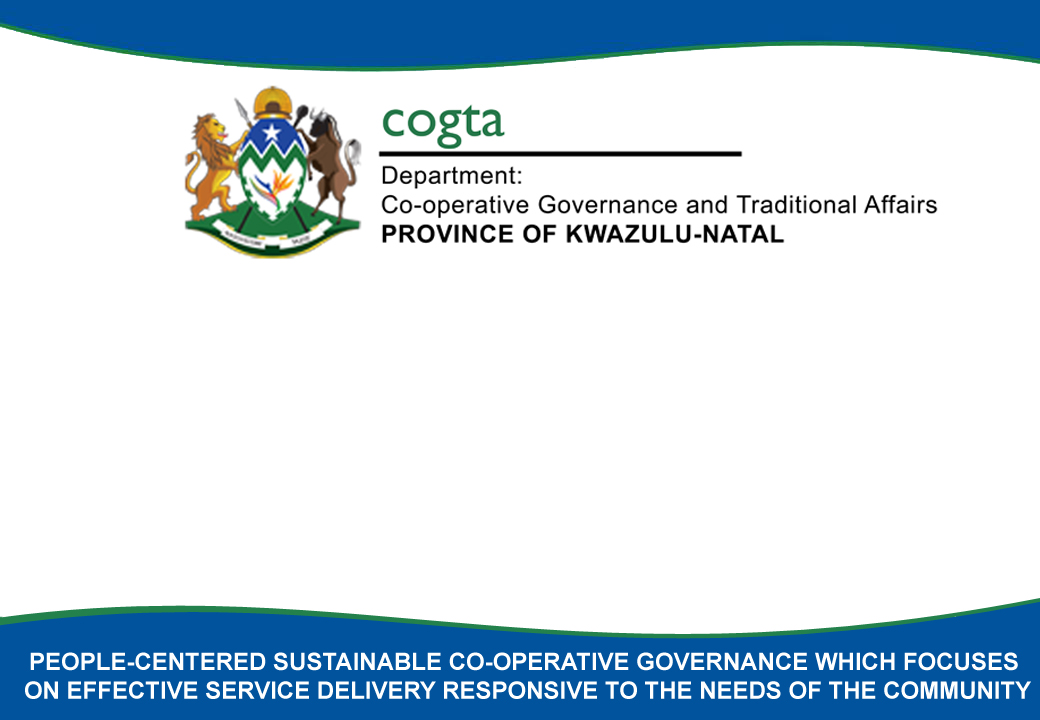 cogta
Department:
Co-operative Governance and Traditional Affairs
PROVINCE OF KWAZULU-NATAL
PEOPLE-CENTERED SUSTAINABLE CO-OPERATIVE GOVERNANCE WHICH FOCUSES
ON EFFECTIVE SERVICE DELIVERY RESPONSIVE TO THE NEEDS OF THE COMMUNITY